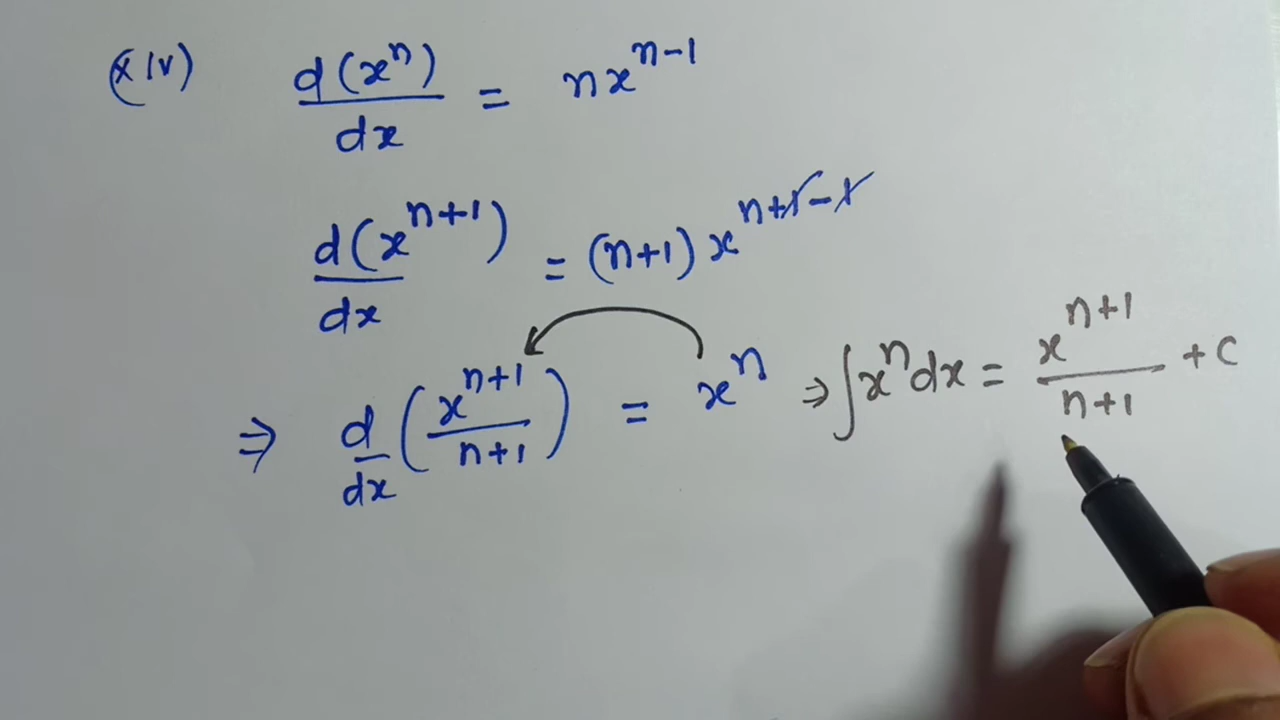 (xiv) d(xⁿ)/dx = nxⁿ⁻¹
d(xⁿ⁺¹)/dx = (n+1)xⁿ⁺¹⁻¹
⇒ d/dx (xⁿ⁺¹/n+1) = xⁿ ⇒ ∫xⁿdx = xⁿ⁺¹/n+1 + c